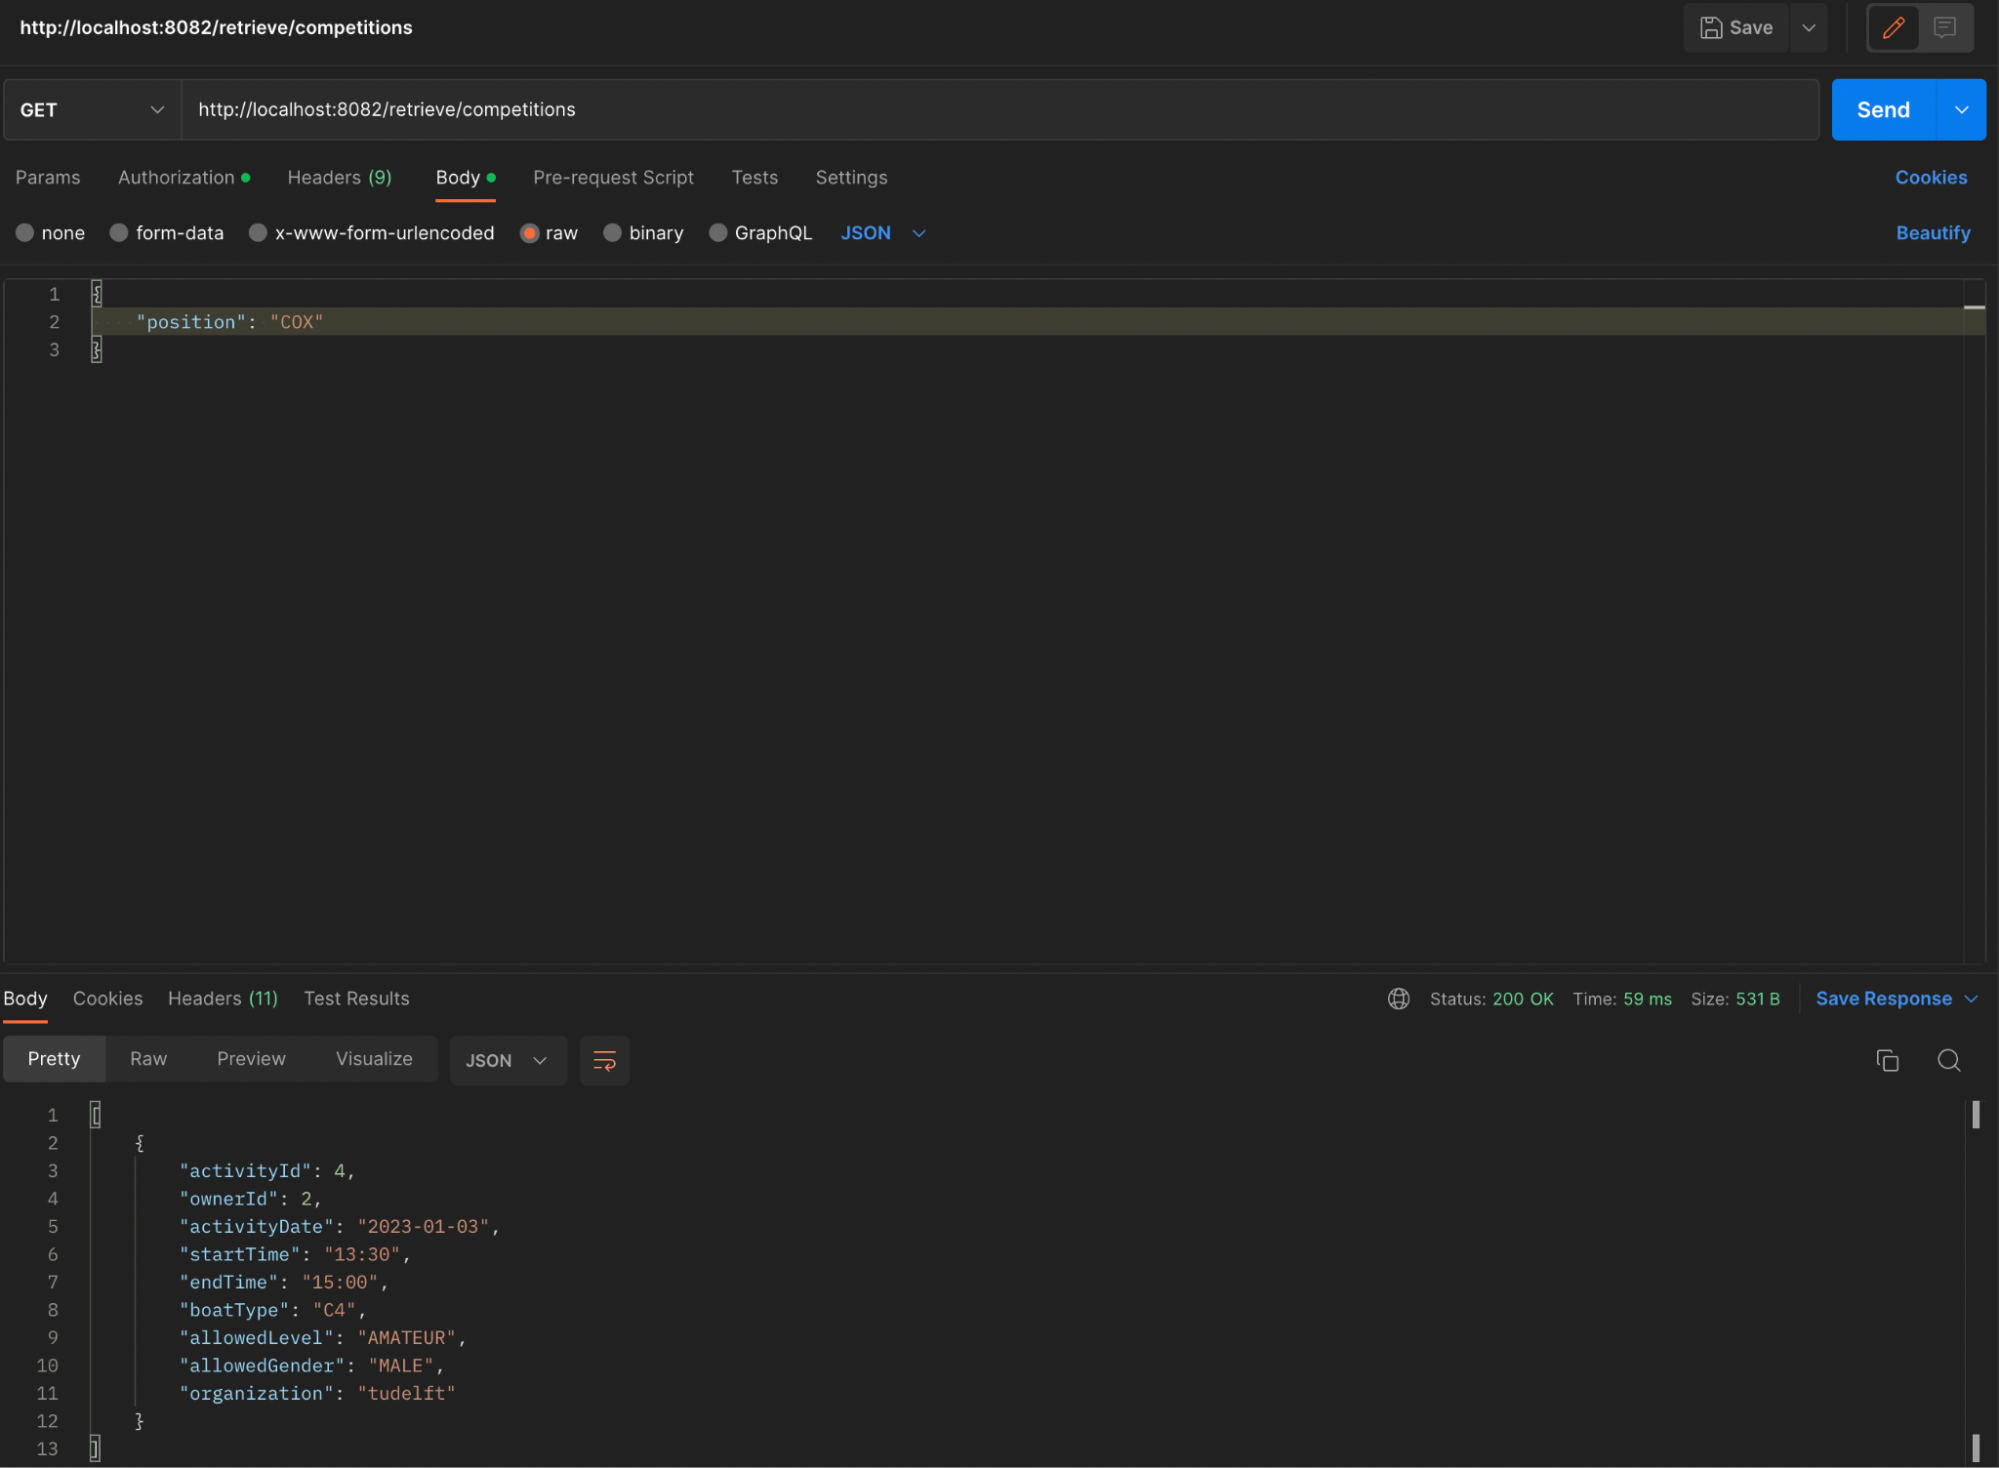 http://localhost:8082/retrieve/competitions Save
GET http://localhost:8082/retrieve/competitions Send
Params Authorization Headers (9) Body Pre-request Script Tests Settings Cookies
none form-data x-www-form-urlencoded raw binary GraphQL JSON Beautify
1 {
2 "position": "COX"
3 }
Body Cookies Headers (11) Test Results Status: 200 OK Time: 59 ms Size: 531 B Save Response
Pretty Raw Preview Visualize JSON
1 [
2 {
3 "activityId": 4,
4 "ownerId": 2,
5 "activityDate": "2023-01-03",
6 "startTime": "13:30",
7 "endTime": "15:00",
8 "boatType": "C4",
9 "allowedLevel": "AMATEUR",
10 "allowedGender": "MALE",
11 "organization": "tudelft"
12 }
13 ]